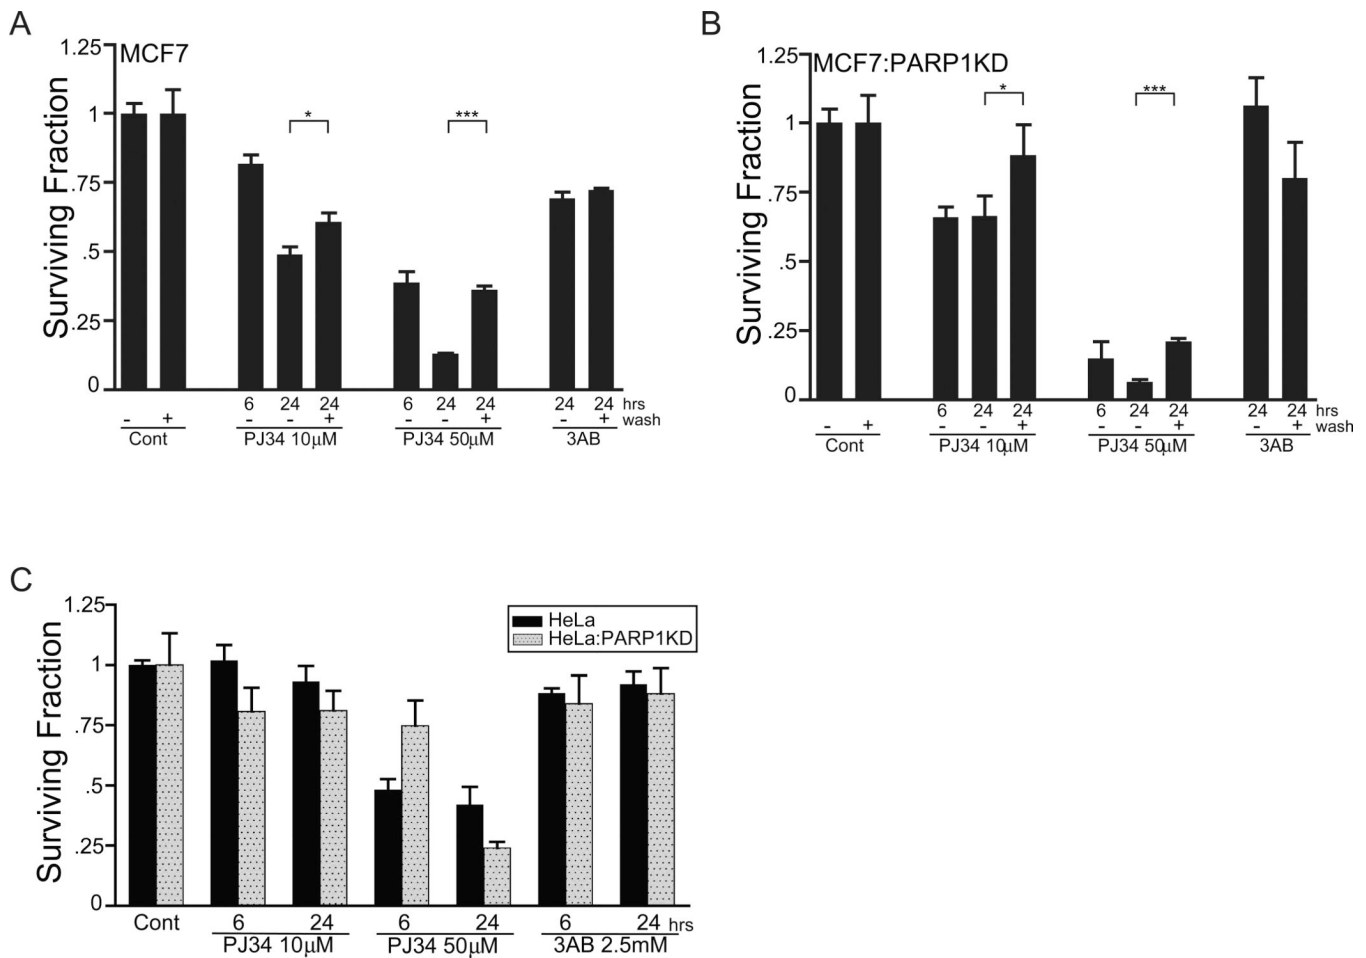 A
MCF7
Surviving Fraction
1.25
1
.75
.5
.25
0
*
***
6 24 24 6 24 24 24 24 hrs
- + - - + - - + - + wash
Cont PJ34 10µM PJ34 50µM 3AB
B
MCF7:PARP1KD
Surviving Fraction
1.25
1
.75
.5
.25
0
*
***
6 24 24 6 24 24 24 24 hrs
- + - - + - - + - + wash
Cont PJ34 10µM PJ34 50µM 3AB
C
Surviving Fraction
1.25
1
.75
.5
.25
0
HeLa
HeLa:PARP1KD
Cont 6 24 6 24 6 24 hrs
PJ34 10µM PJ34 50µM 3AB 2.5mM